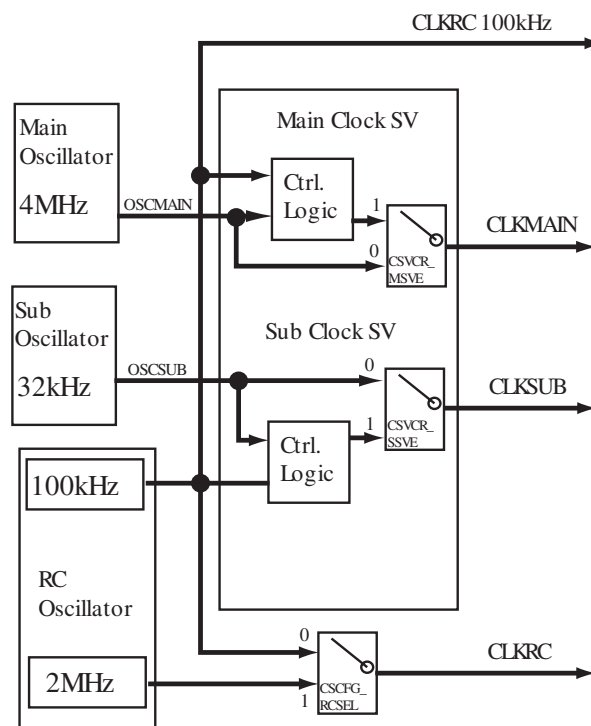 CLKRC 100kHz
Main
Oscillator
4MHz
OSCMAIN
Main Clock SV
Ctrl.
Logic
1
0
CSVCR_
MSVE
CLKMAIN
Sub
Oscillator
32kHz
OSCSUB
Sub Clock SV
0
1
Ctrl.
Logic
CSVCR_
SSVE
CLKSUB
100kHz
RC
Oscillator
2MHz
0
1
CSCFG_
RCSEL
CLKRC